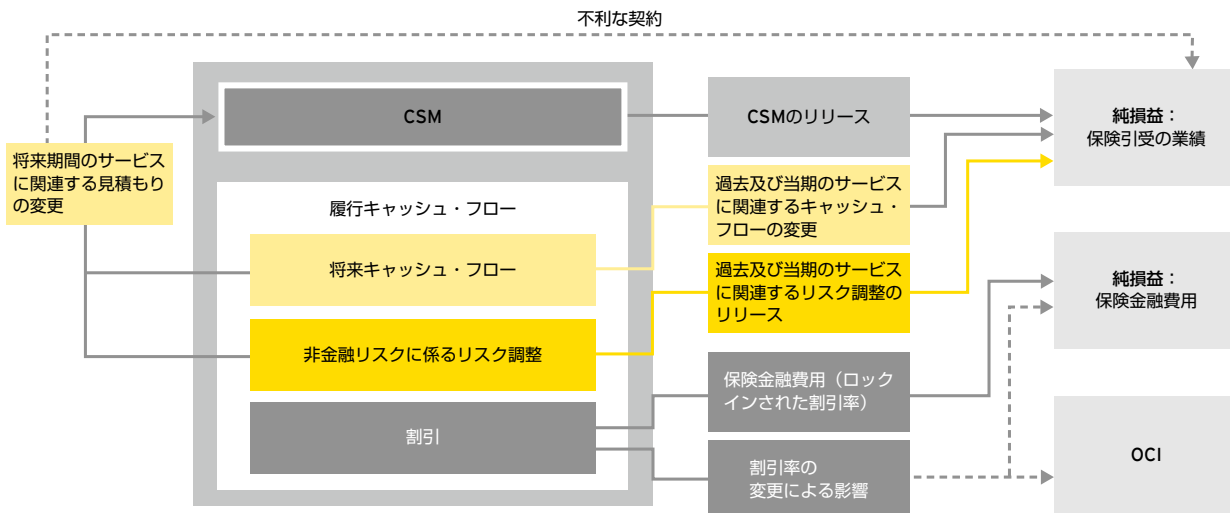 不利な契約
CSM
CSMのリリース
純損益：
保険引受の業績
将来期間のサービス
に関連する見積もり
の変更
履行キャッシュ・フロー
過去及び当期のサービス
に関連するキャッシュ・
フローの変更
将来キャッシュ・フロー
過去及び当期のサービス
に関連するリスク調整の
リリース
純損益：
保険金融費用
非金融リスクに係るリスク調整
保険金融費用（ロック
インされた割引率）
割引
割引率の
変更による影響
OCI